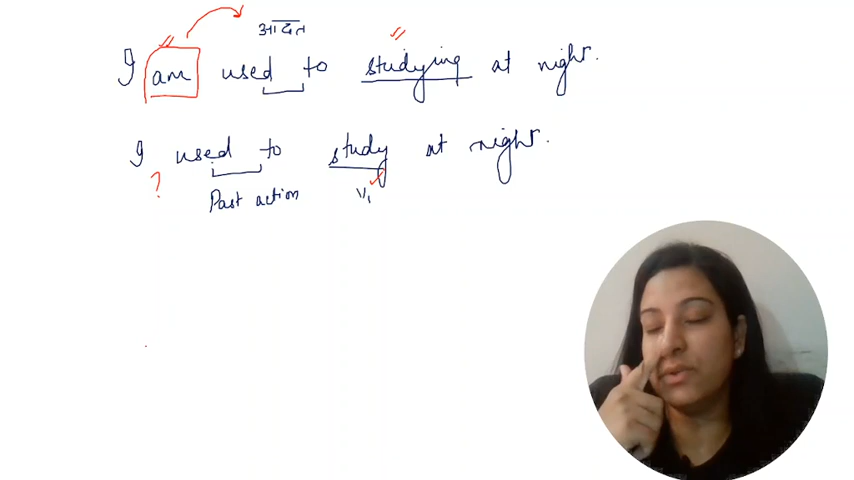 आदत
I am used to studying at night.
I used to study at night.
?
Past action V₁